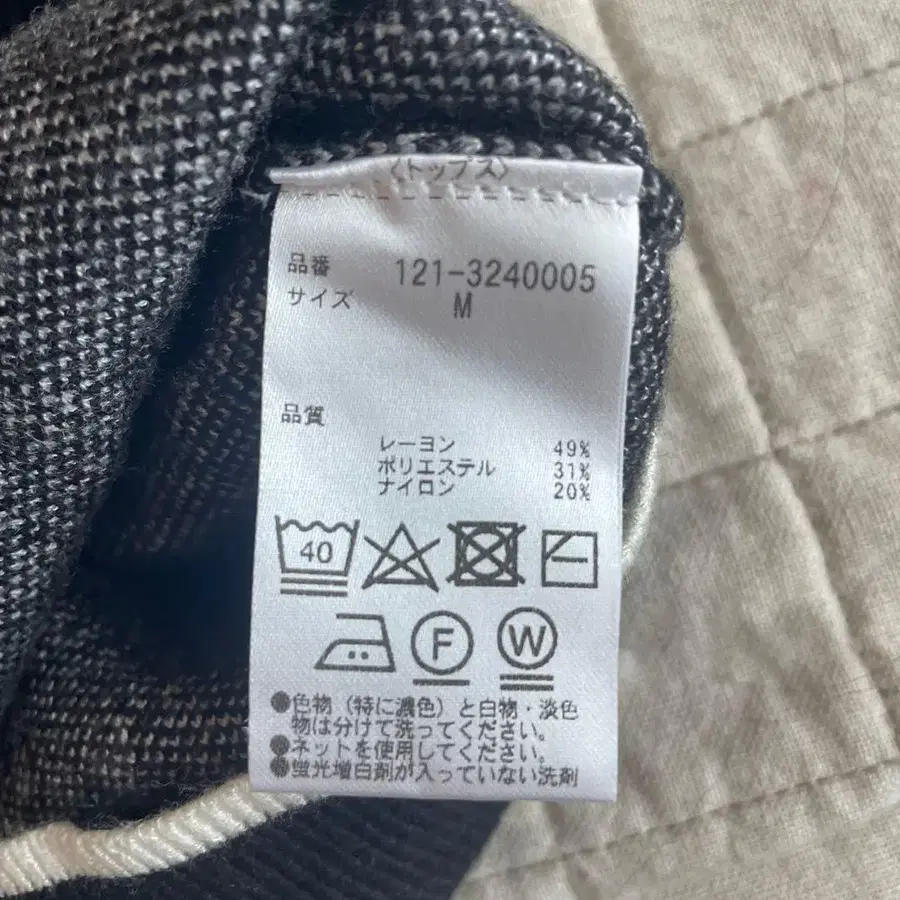 〈トップス〉
品番 121-3240005
サイズ M
品質
レーヨン 49%
ポリエステル 31%
ナイロン 20%
40
F W
●色物（特に濃色）と白物・淡色
物は分けて洗ってください。
●ネットを使用してください。
●蛍光増白剤が入っていない洗剤